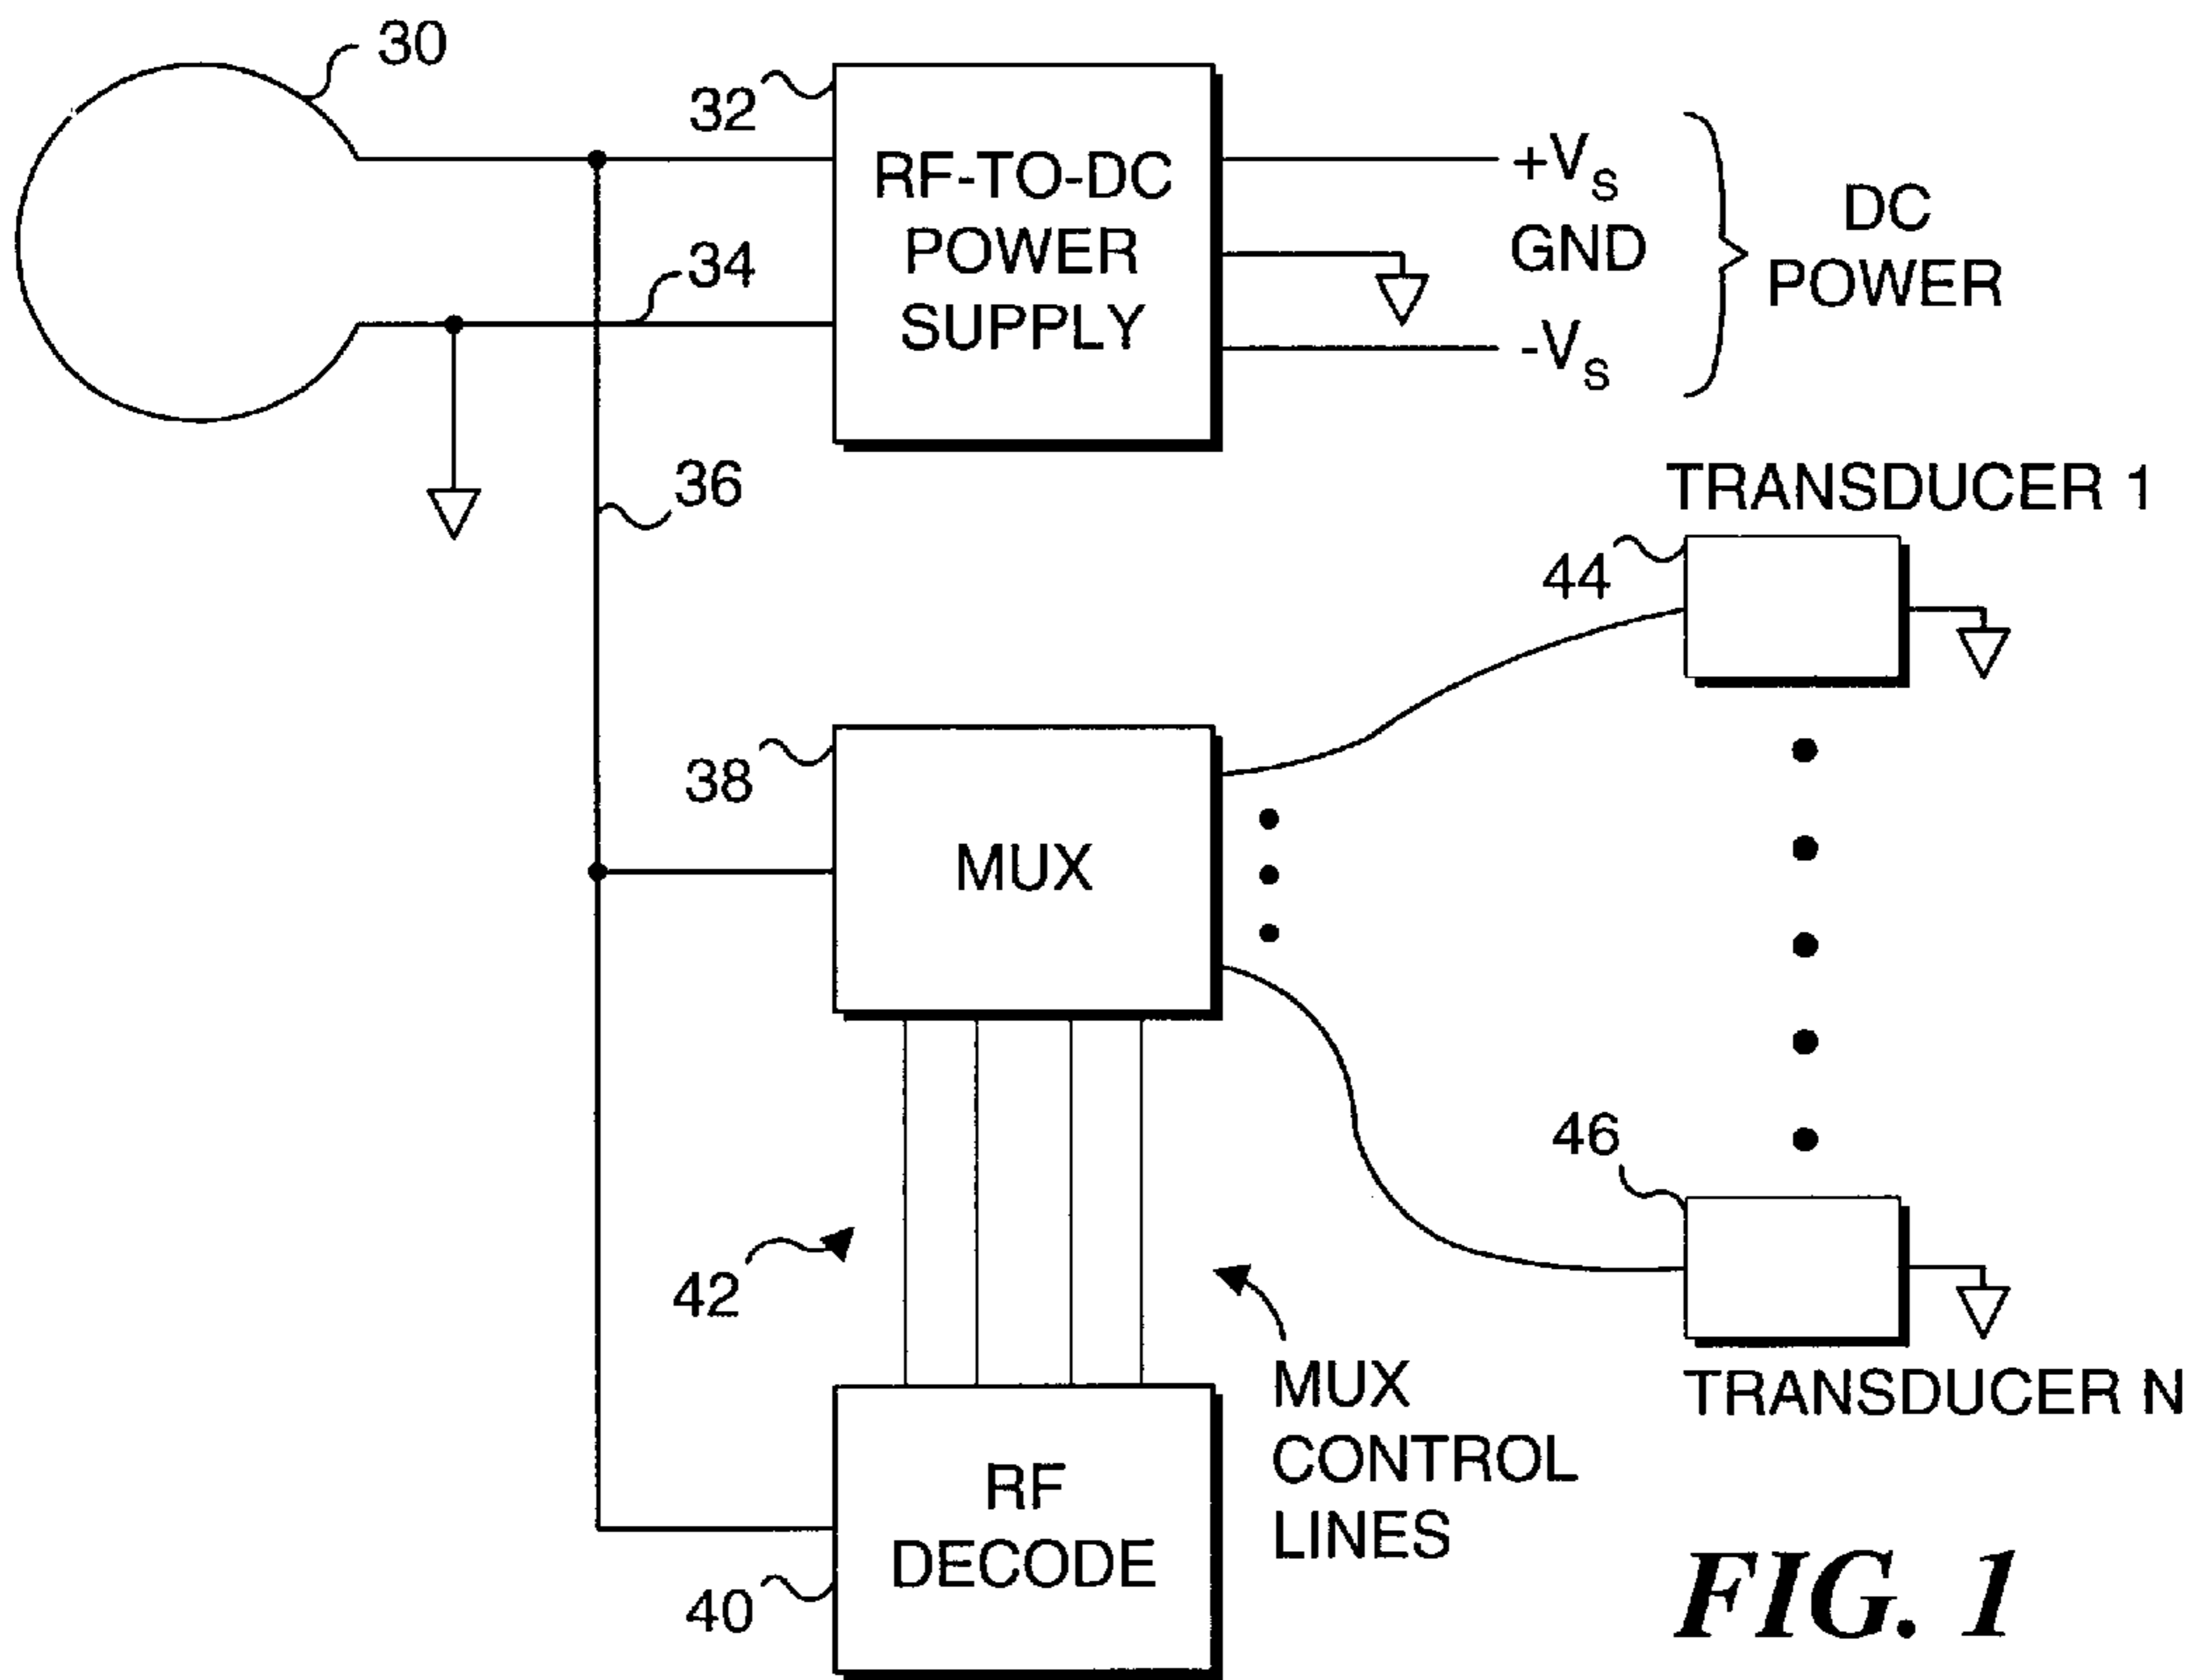 30
32
RF-TO-DC
POWER
SUPPLY
+VS
GND
-VS
DC
POWER
34
36
TRANSDUCER 1
44
38
MUX
46
42
TRANSDUCER N
MUX
CONTROL
LINES
RF
DECODE
40
FIG. 1